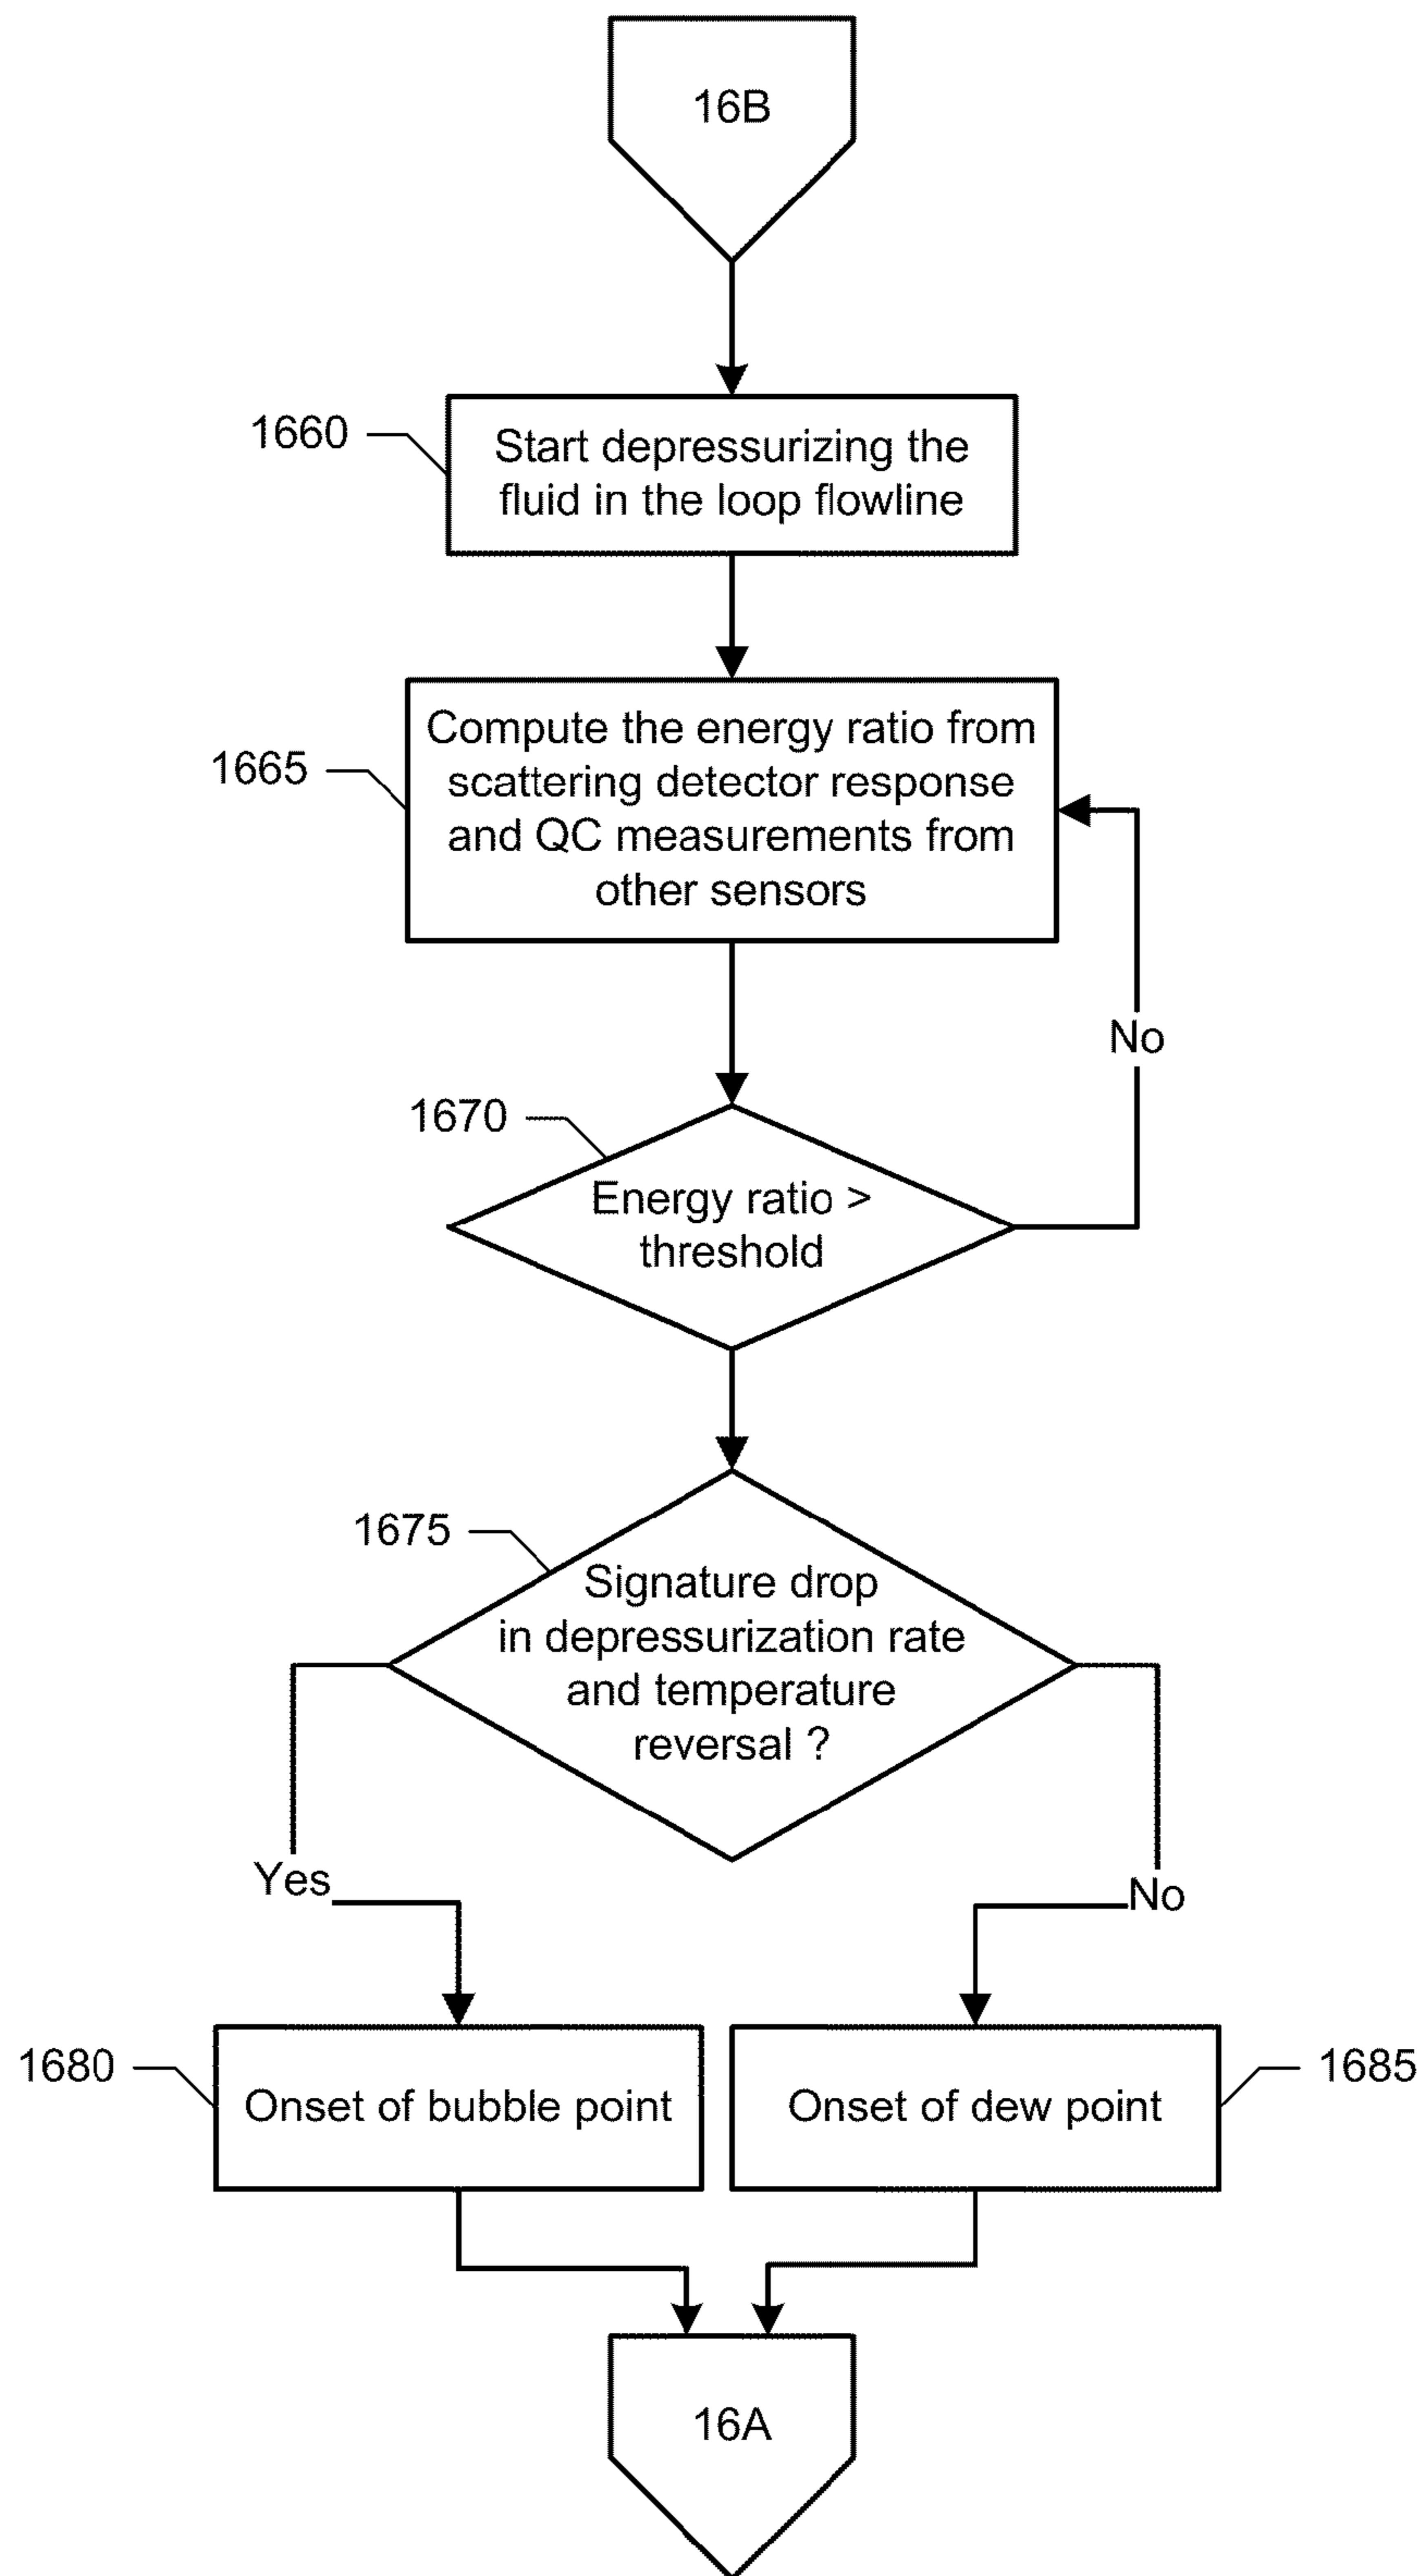 16B
1660
Start depressurizing the
fluid in the loop flowline
1665
Compute the energy ratio from
scattering detector response
and QC measurements from
other sensors
No
1670
Energy ratio >
threshold
1675
Signature drop
in depressurization rate
and temperature
reversal ?
Yes
No
1680
Onset of bubble point
Onset of dew point
1685
16A